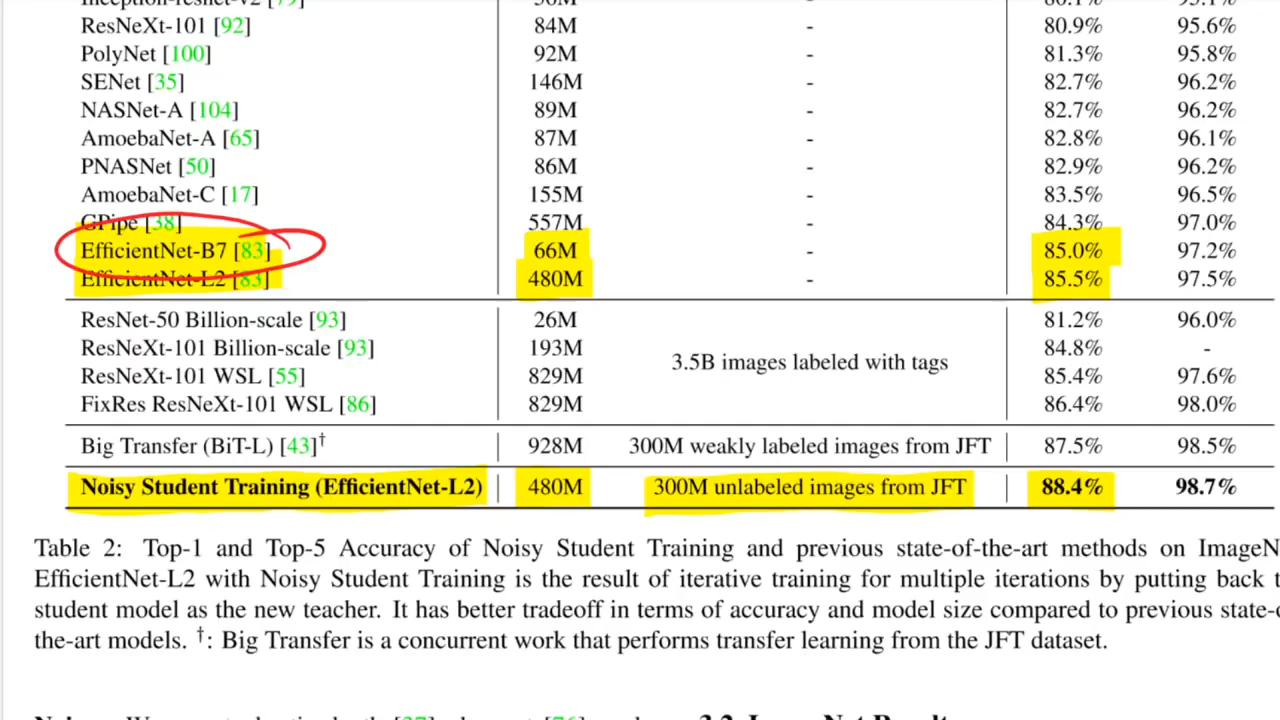 Inception-resnet-v2 [79] 56M - 80.1% 95.1%
ResNeXt-101 [92] 84M - 80.9% 95.6%
PolyNet [100] 92M - 81.3% 95.8%
SENet [35] 146M - 82.7% 96.2%
NASNet-A [104] 89M - 82.7% 96.2%
AmoebaNet-A [65] 87M - 82.8% 96.1%
PNASNet [50] 86M - 82.9% 96.2%
AmoebaNet-C [17] 155M - 83.5% 96.5%
GPipe [38] 557M - 84.3% 97.0%
EfficientNet-B7 [83] 66M - 85.0% 97.2%
EfficientNet-L2 [83] 480M - 85.5% 97.5%
ResNet-50 Billion-scale [93] 26M 81.2% 96.0%
ResNeXt-101 Billion-scale [93] 193M 84.8% -
3.5B images labeled with tags
ResNeXt-101 WSL [55] 829M 85.4% 97.6%
FixRes ResNeXt-101 WSL [86] 829M 86.4% 98.0%
Big Transfer (BiT-L) [43]† 928M 300M weakly labeled images from JFT 87.5% 98.5%
Noisy Student Training (EfficientNet-L2) 480M 300M unlabeled images from JFT 88.4% 98.7%
Table 2: Top-1 and Top-5 Accuracy of Noisy Student Training and previous state-of-the-art methods on ImageN
EfficientNet-L2 with Noisy Student Training is the result of iterative training for multiple iterations by putting back t
student model as the new teacher. It has better tradeoff in terms of accuracy and model size compared to previous state-o
the-art models. †: Big Transfer is a concurrent work that performs transfer learning from the JFT dataset.